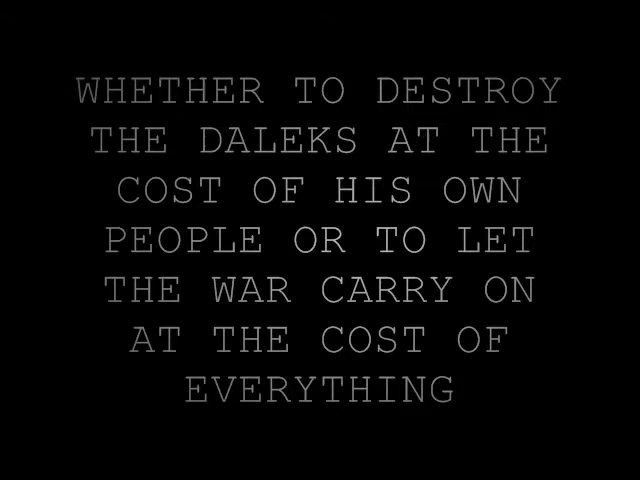 WHETHER TO DESTROY
THE DALEKS AT THE
COST OF HIS OWN
PEOPLE OR TO LET
THE WAR CARRY ON
AT THE COST OF
EVERYTHING